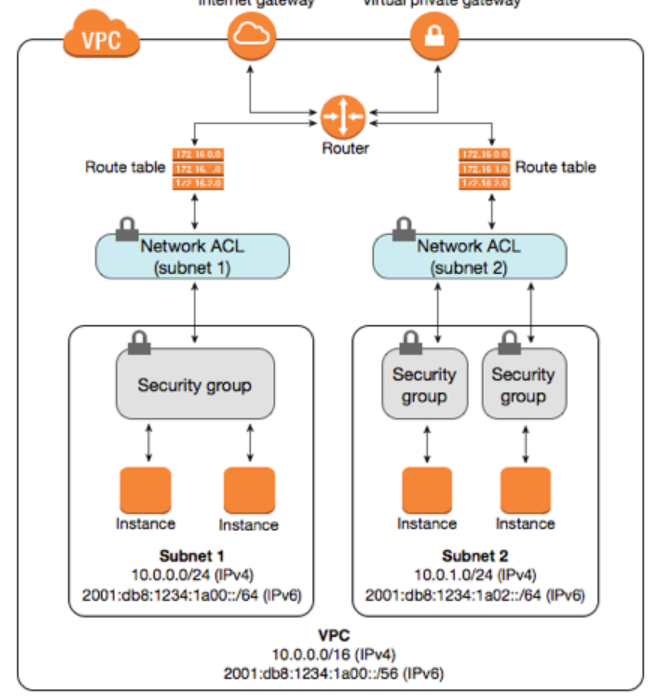 Internet gateway
Virtual private gateway
VPC
Router
Route table
172.16.0.0
172.16.2.0
172.16.0.0
172.16.1.0
172.16.2.0
Route table
Network ACL
(subnet 1)
Network ACL
(subnet 2)
Security group
Security
group
Security
group
Instance
Instance
Instance
Instance
Subnet 1
10.0.0.0/24 (IPv4)
2001:db8:1234:1a00::/64 (IPv6)
Subnet 2
10.0.1.0/24 (IPv4)
2001:db8:1234:1a02::/64 (IPv6)
VPC
10.0.0.0/16 (IPv4)
2001:db8:1234:1a00::/56 (IPv6)